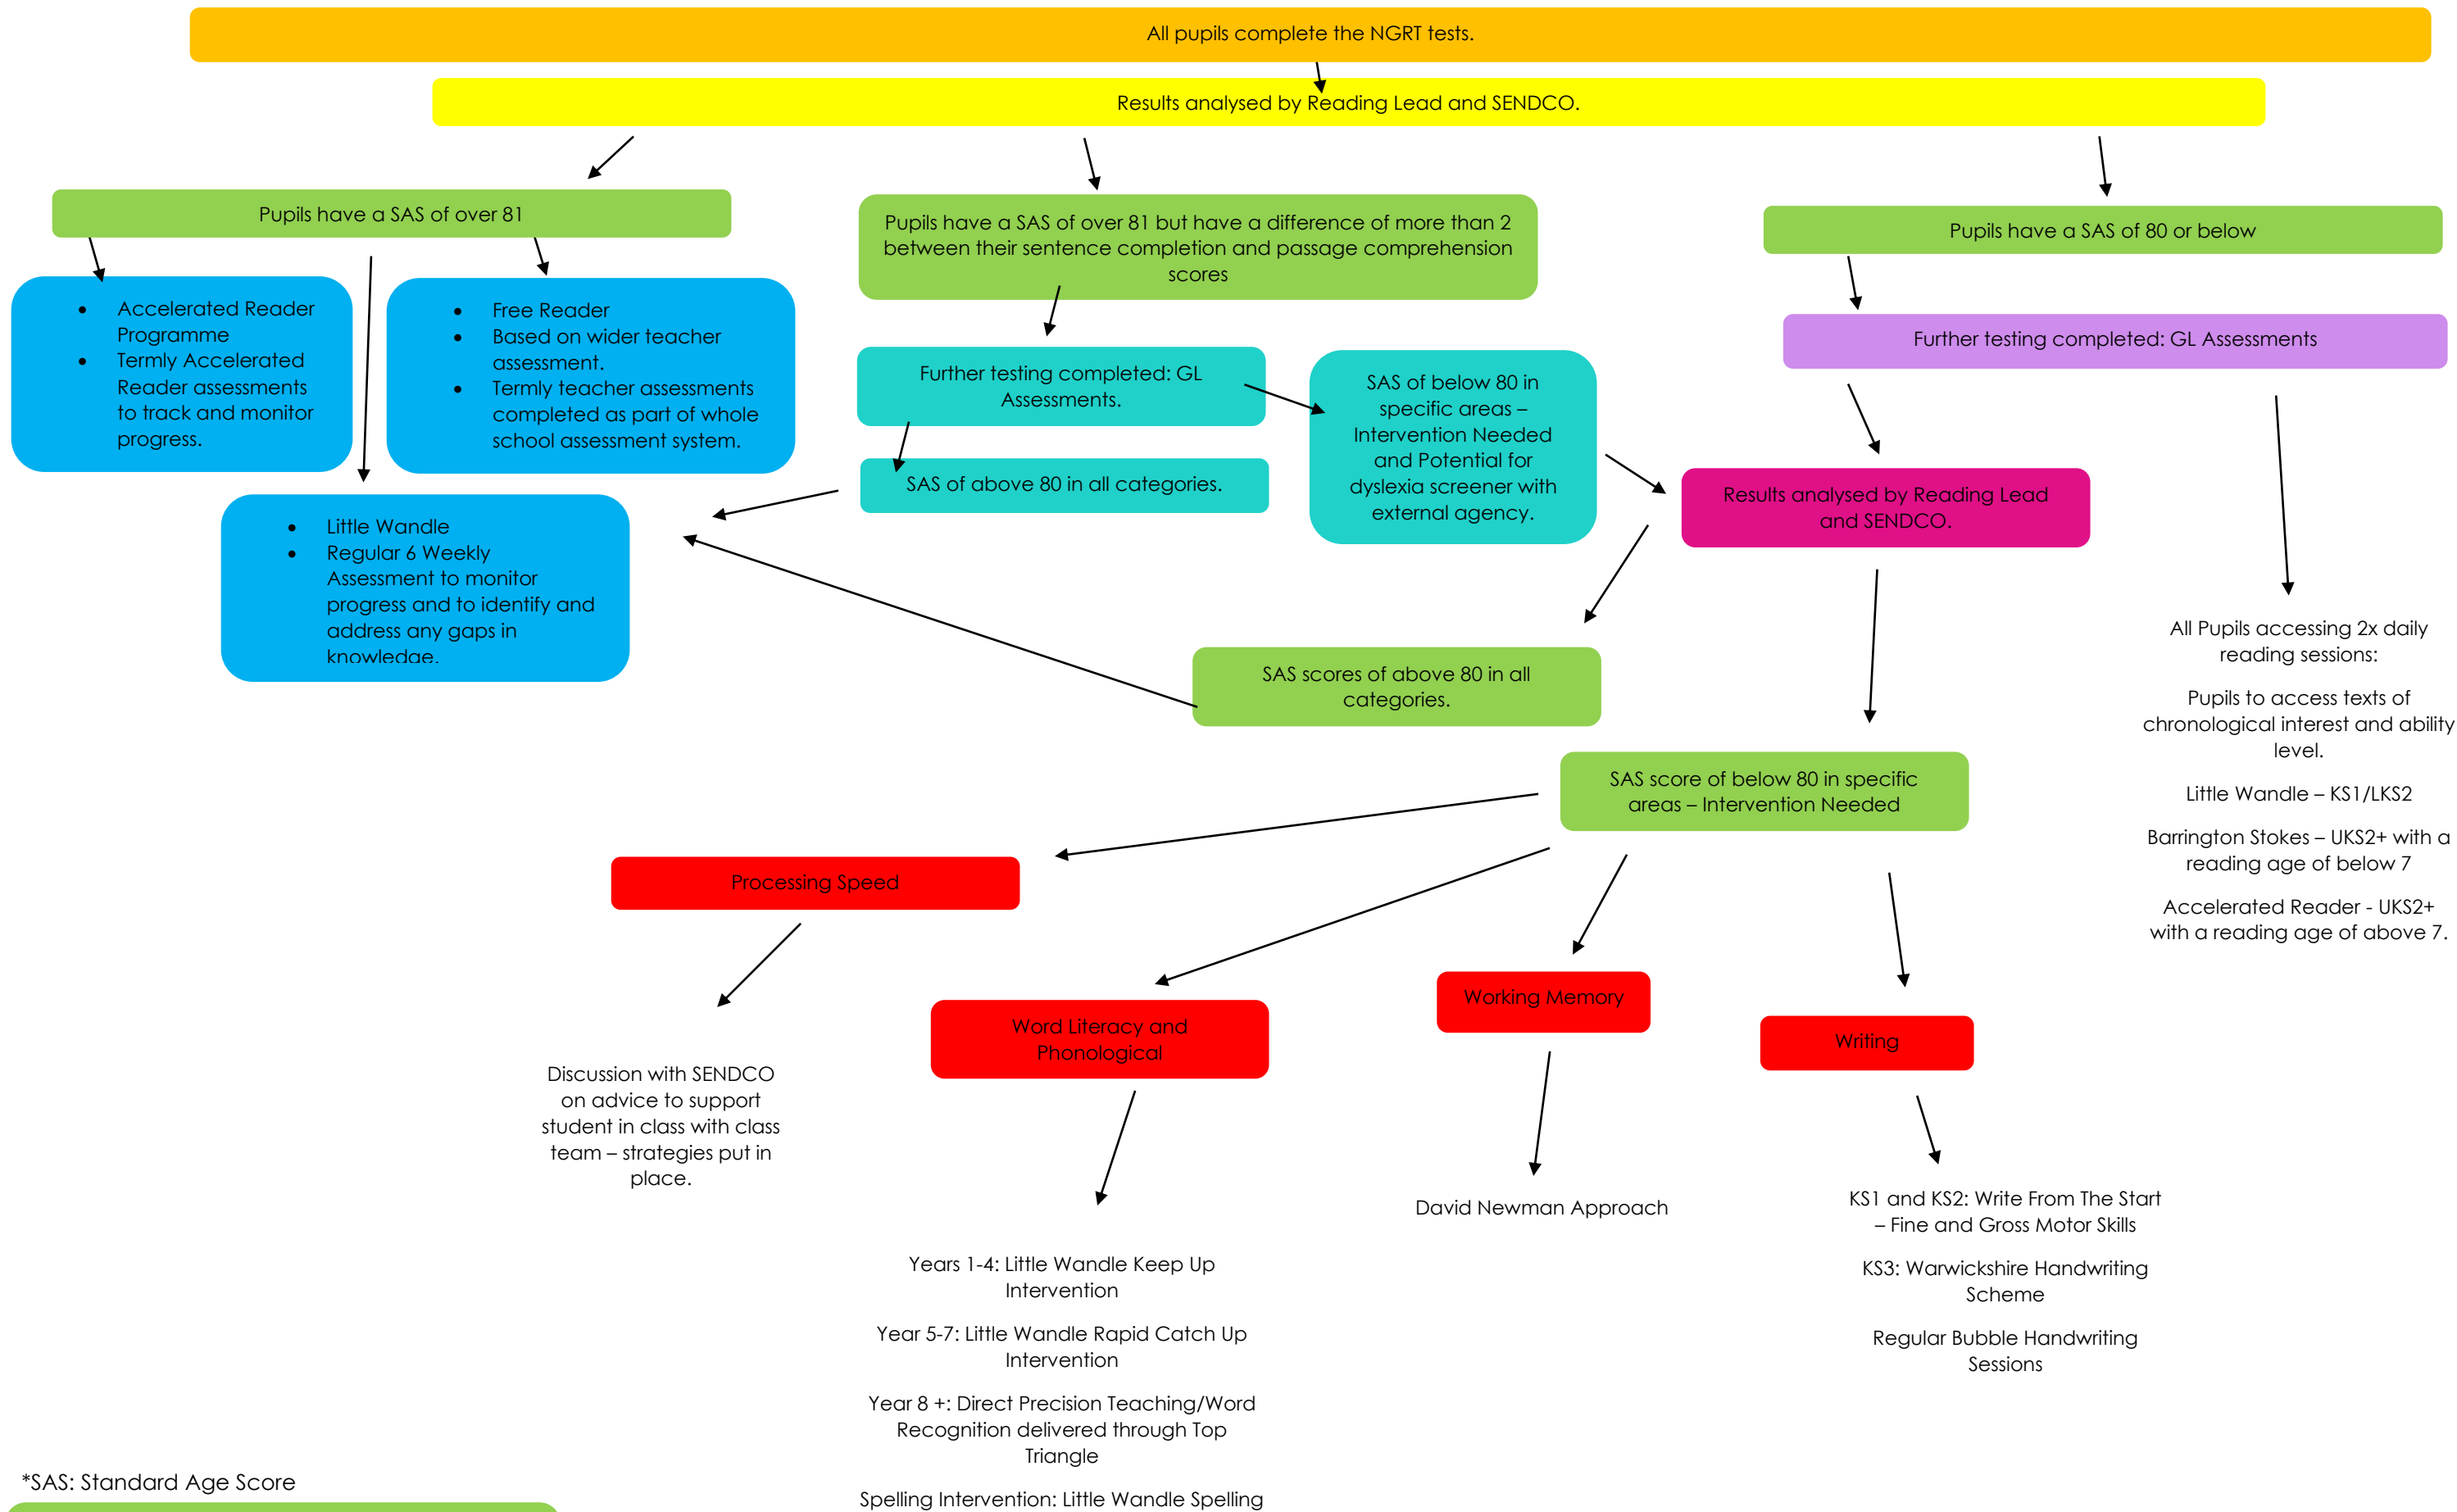 All pupils complete the NGRT tests.
Results analysed by Reading Lead and SENDCO.
Pupils have a SAS of over 81
Accelerated Reader
Programme
Termly Accelerated
Reader assessments
to track and monitor
progress.
Free Reader
Based on wider teacher
assessment.
Termly teacher assessments
completed as part of whole
school assessment system.
Little Wandle
Regular 6 Weekly
Assessment to monitor
progress and to identify and
address any gaps in
knowledge.
Pupils have a SAS of over 81 but have a difference of more than 2
between their sentence completion and passage comprehension
scores
Further testing completed: GL
Assessments.
SAS of above 80 in all categories.
SAS of below 80 in
specific areas –
Intervention Needed
and Potential for
dyslexia screener with
external agency.
Pupils have a SAS of 80 or below
Further testing completed: GL Assessments
Results analysed by Reading Lead
and SENDCO.
All Pupils accessing 2x daily
reading sessions:
Pupils to access texts of
chronological interest and ability
level.
Little Wandle – KS1/LKS2
Barrington Stokes – UKS2+ with a
reading age of below 7
Accelerated Reader - UKS2+
with a reading age of above 7.
SAS scores of above 80 in all
categories.
SAS score of below 80 in specific
areas – Intervention Needed
Processing Speed
Discussion with SENDCO
on advice to support
student in class with class
team – strategies put in
place.
Word Literacy and
Phonological
Years 1-4: Little Wandle Keep Up
Intervention
Year 5-7: Little Wandle Rapid Catch Up
Intervention
Year 8 +: Direct Precision Teaching/Word
Recognition delivered through Top
Triangle
Spelling Intervention: Little Wandle Spelling
Working Memory
David Newman Approach
Writing
KS1 and KS2: Write From The Start
– Fine and Gross Motor Skills
KS3: Warwickshire Handwriting
Scheme
Regular Bubble Handwriting
Sessions
*SAS: Standard Age Score